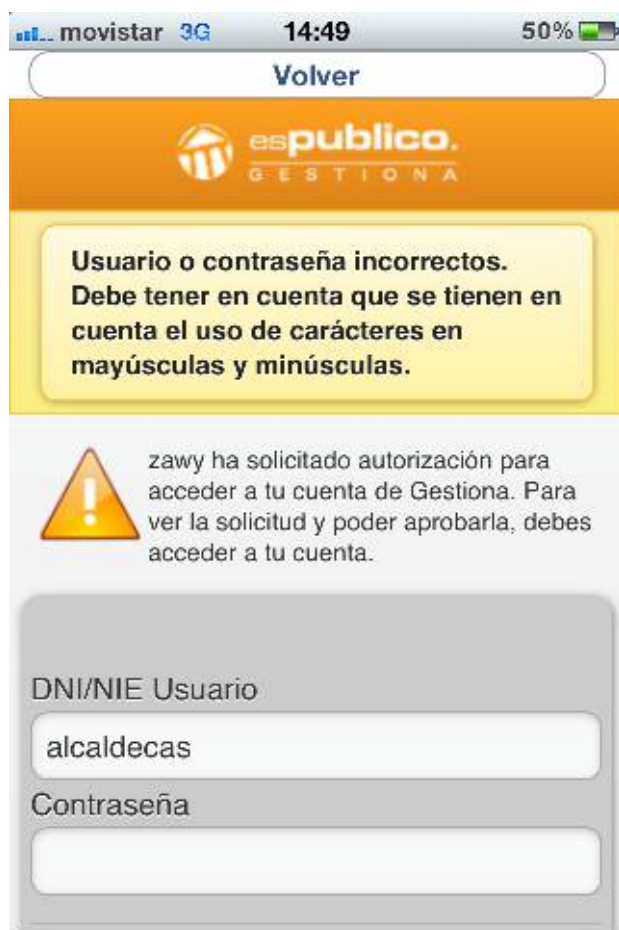 movistar 3G 14:49 50%
Volver
espublico.
GESTIONA
Usuario o contraseña incorrectos.
Debe tener en cuenta que se tienen en
cuenta el uso de carácteres en
mayúsculas y minúsculas.
zawy ha solicitado autorización para
acceder a tu cuenta de Gestiona. Para
ver la solicitud y poder aprobarla, debes
acceder a tu cuenta.
DNI/NIE Usuario
alcaldecas
Contraseña